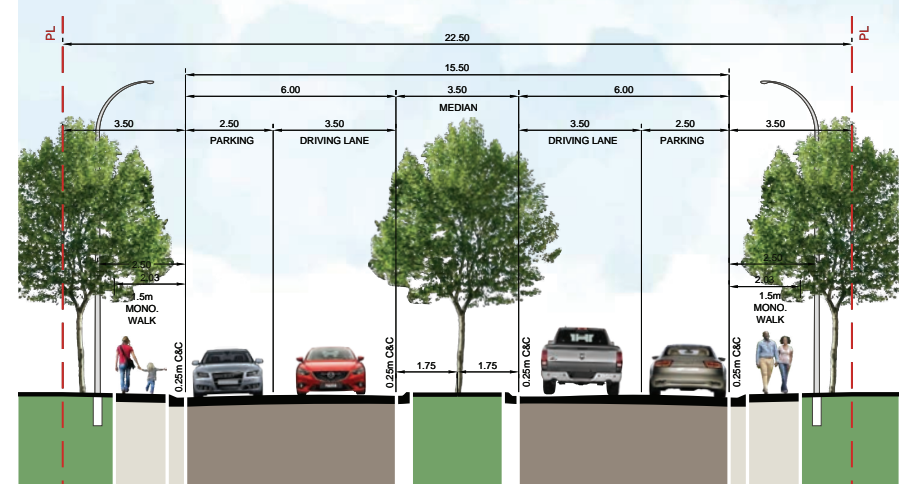 PL
PL
22.50
15.50
6.00
3.50
6.00
MEDIAN
3.50
2.50
3.50
3.50
2.50
3.50
PARKING
DRIVING LANE
DRIVING LANE
PARKING
2.50
2.50
2.03
2.03
1.5m
MONO.
WALK
1.5m
MONO.
WALK
0.25m C&C
0.25m C&C
1.75
1.75
0.25m C&C
0.25m C&C